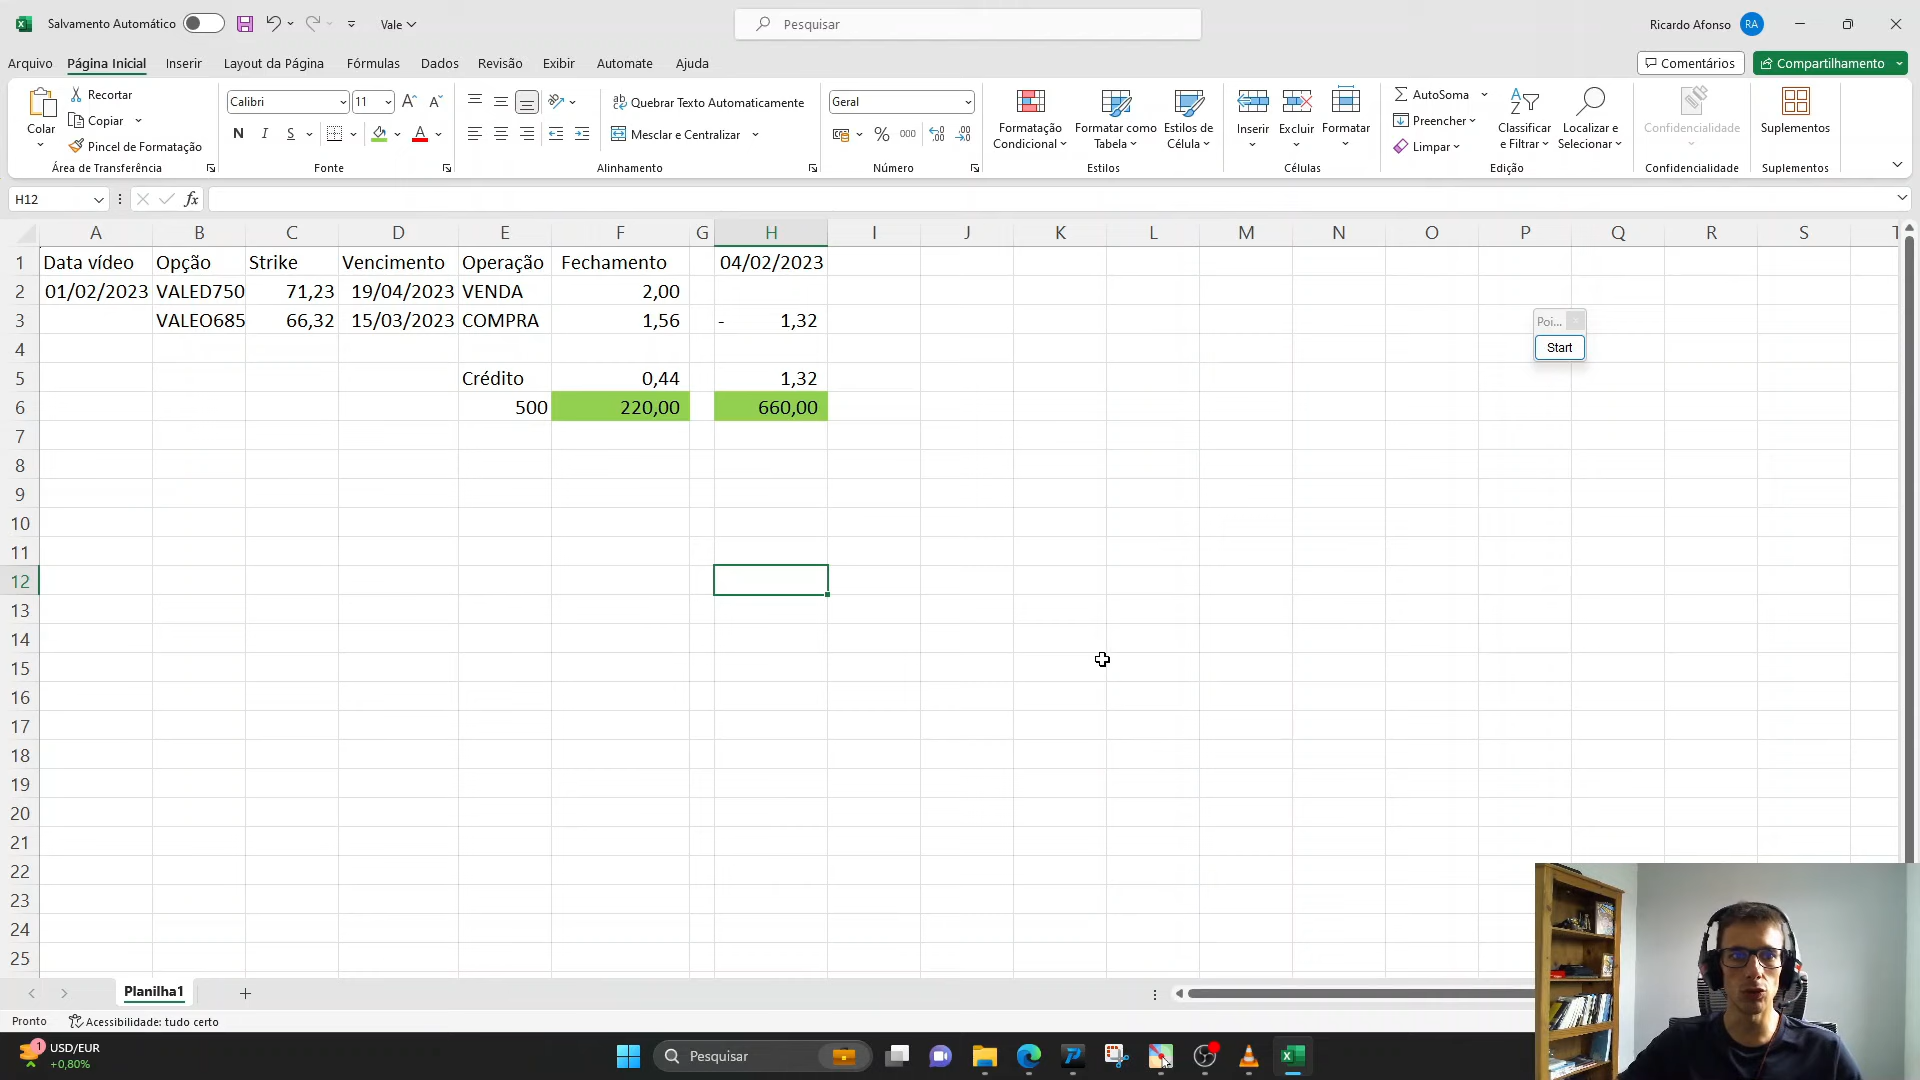 Salvamento Automático
Vale
Pesquisar
Ricardo Afonso
RA
Arquivo
Página Inicial
Inserir
Layout da Página
Fórmulas
Dados
Revisão
Exibir
Automate
Ajuda
Comentários
Compartilhamento
Colar
Recortar
Copiar
Pincel de Formatação
Área de Transferência
Calibri
11
N
I
S
Fonte
Quebrar Texto Automaticamente
Mesclar e Centralizar
Alinhamento
Geral
%
000
Número
Formatação Condicional
Formatar como Tabela
Estilos de Célula
Estilos
Inserir
Excluir
Formatar
Células
AutoSoma
Preencher
Limpar
Classificar e Filtrar
Localizar e Selecionar
Edição
Confidencialidade
Confidencialidade
Suplementos
Suplementos
H12
fx
A B C D E F G H I J K L M N O P Q R S T
1 Data vídeo Opção Strike Vencimento Operação Fechamento 04/02/2023
2 01/02/2023 VALED750 71,23 19/04/2023 VENDA 2,00
3 VALEO685 66,32 15/03/2023 COMPRA 1,56 - 1,32
4
5 Crédito 0,44 1,32
6 500 220,00 660,00
7
8
9
10
11
12
13
14
15
16
17
18
19
20
21
22
23
24
25
Poi...
Start
Planilha1
Pronto
Acessibilidade: tudo certo
1
USD/EUR
+0,80%
Pesquisar